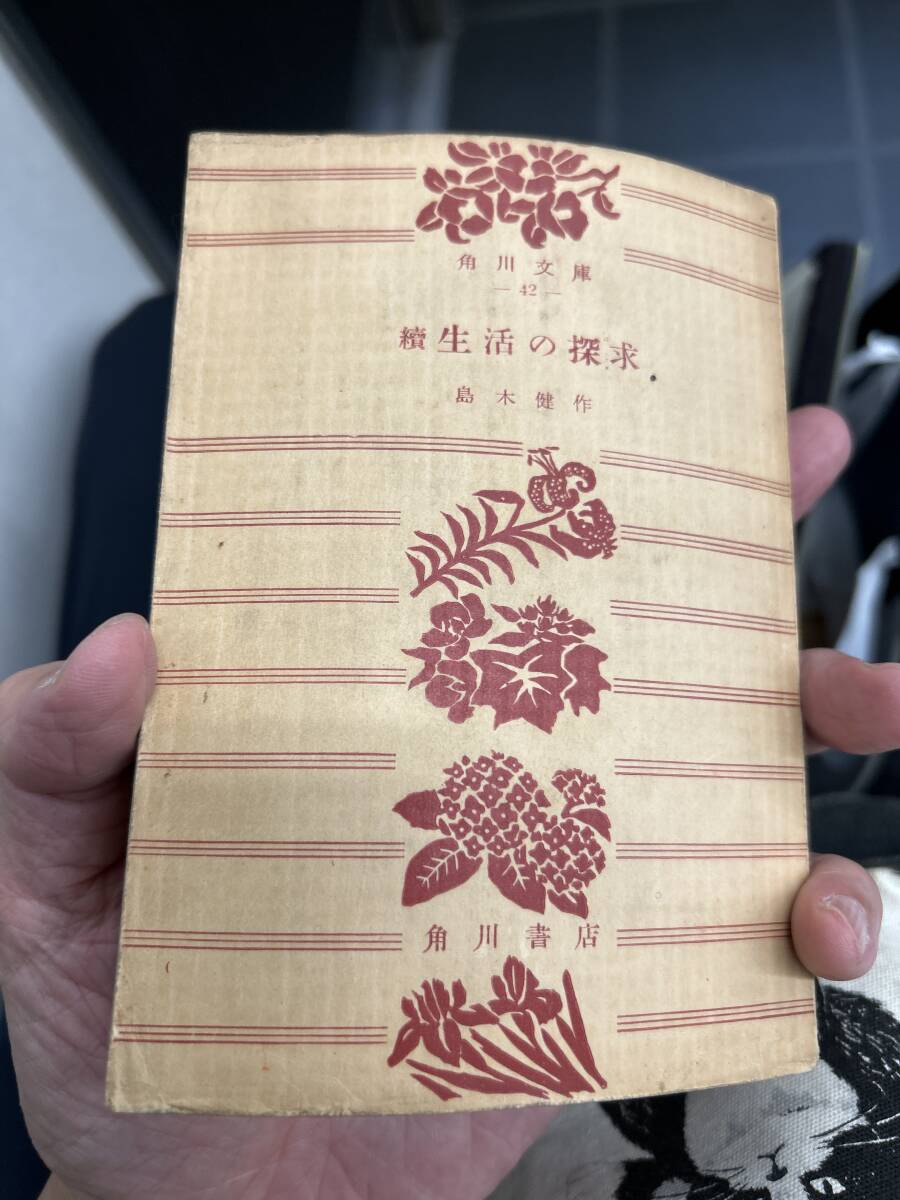 角川文庫
— 42 —
續生活の探求
島木健作
角川書店